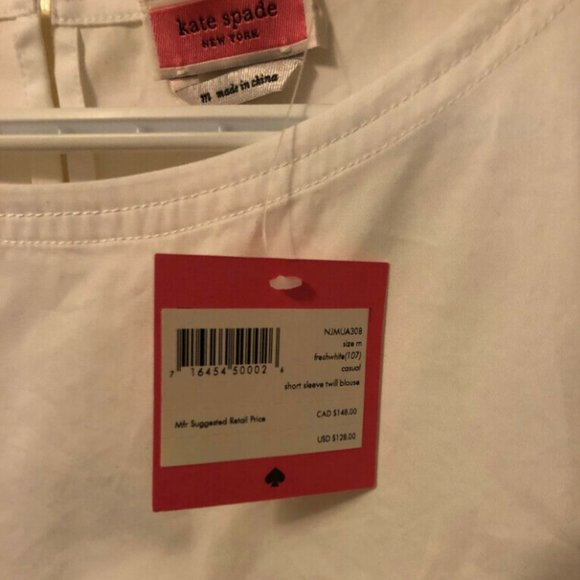 kate spade
NEW YORK
m made in china
NJMUA308
size m
freshwhite(107)
casual
short sleeve twill blouse
7 16454 50002 6
Mfr Suggested Retail Price
CAD $148.00
USD $128.00